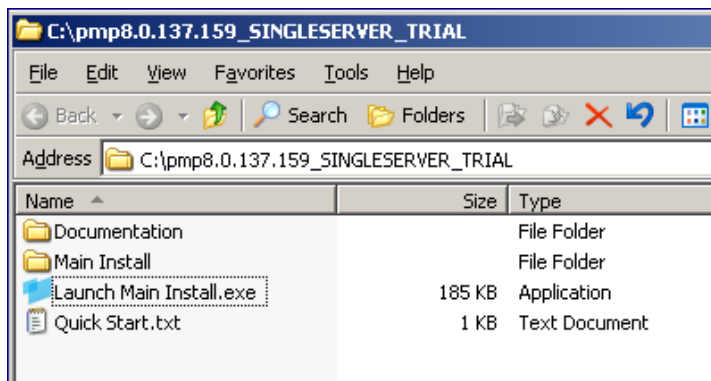 C:\pmp8.0.137.159_SINGLESERVER_TRIAL
File Edit View Favorites Tools Help
Back Search Folders
Address C:\pmp8.0.137.159_SINGLESERVER_TRIAL
Name Size Type
Documentation File Folder
Main Install File Folder
Launch Main Install.exe 185 KB Application
Quick Start.txt 1 KB Text Document